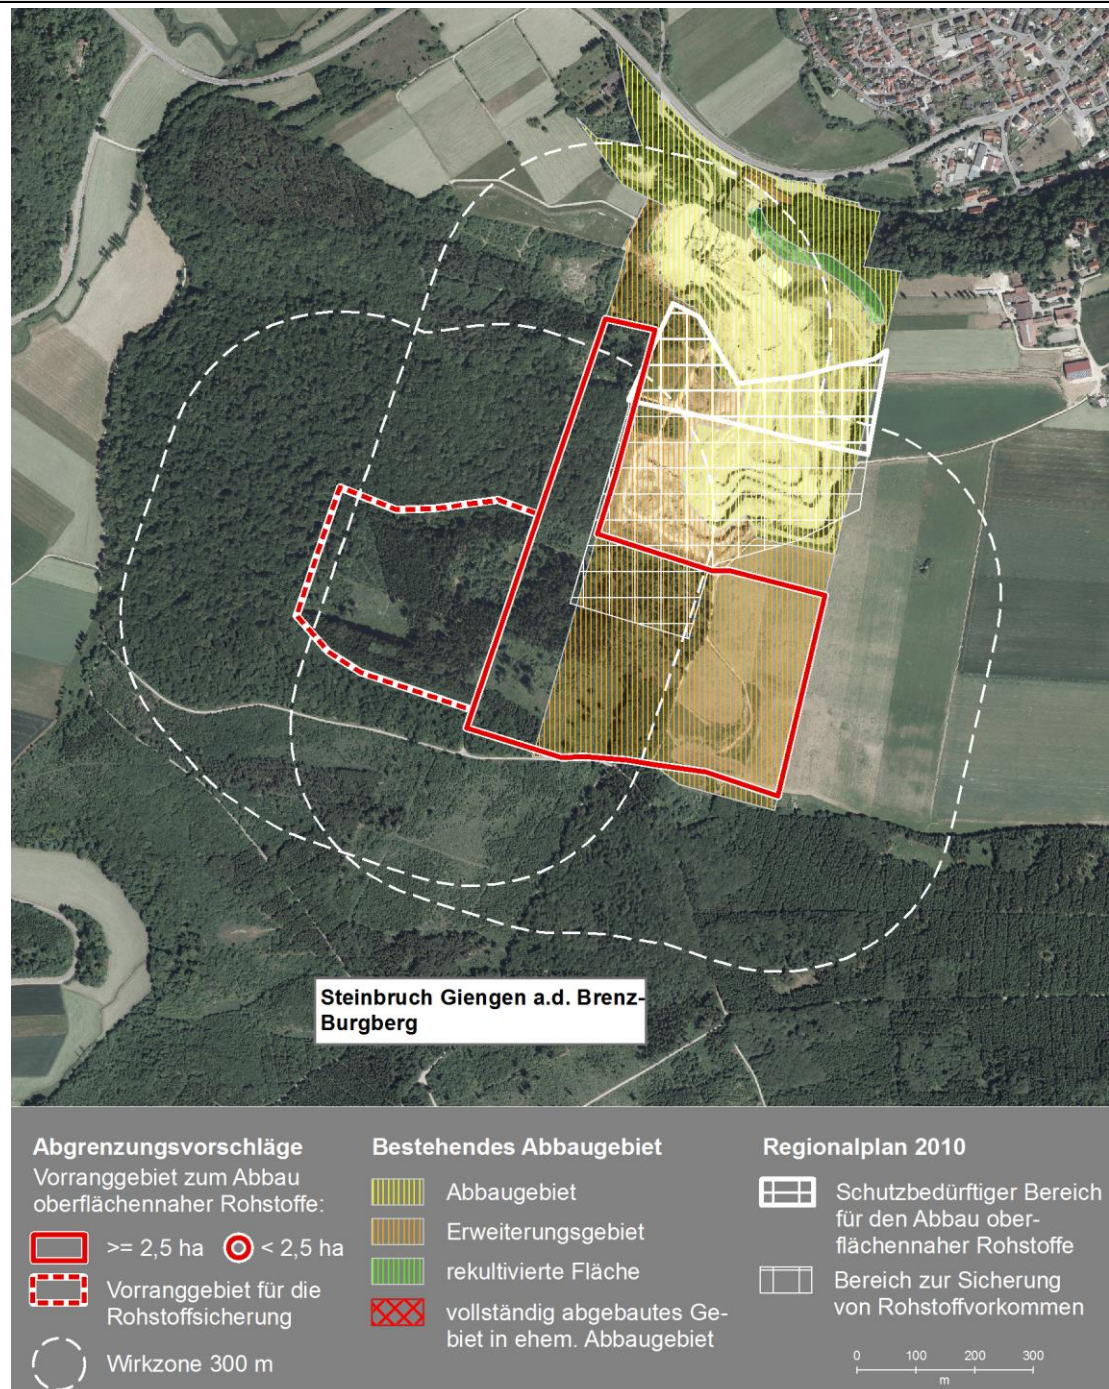 Steinbruch Giengen a.d. Brenz-
Burgberg
Abgrenzungsvorschläge
Vorranggebiet zum Abbau
oberflächennaher Rohstoffe:
>= 2,5 ha < 2,5 ha
Vorranggebiet für die
Rohstoffsicherung
Wirkzone 300 m
Bestehendes Abbaugebiet
Abbaugebiet
Erweiterungsgebiet
rekultivierte Fläche
vollständig abgebautes Ge-
biet in ehem. Abbaugebiet
Regionalplan 2010
Schutzbedürftiger Bereich
für den Abbau ober-
flächennaher Rohstoffe
Bereich zur Sicherung
von Rohstoffvorkommen
0 100 200 300
m